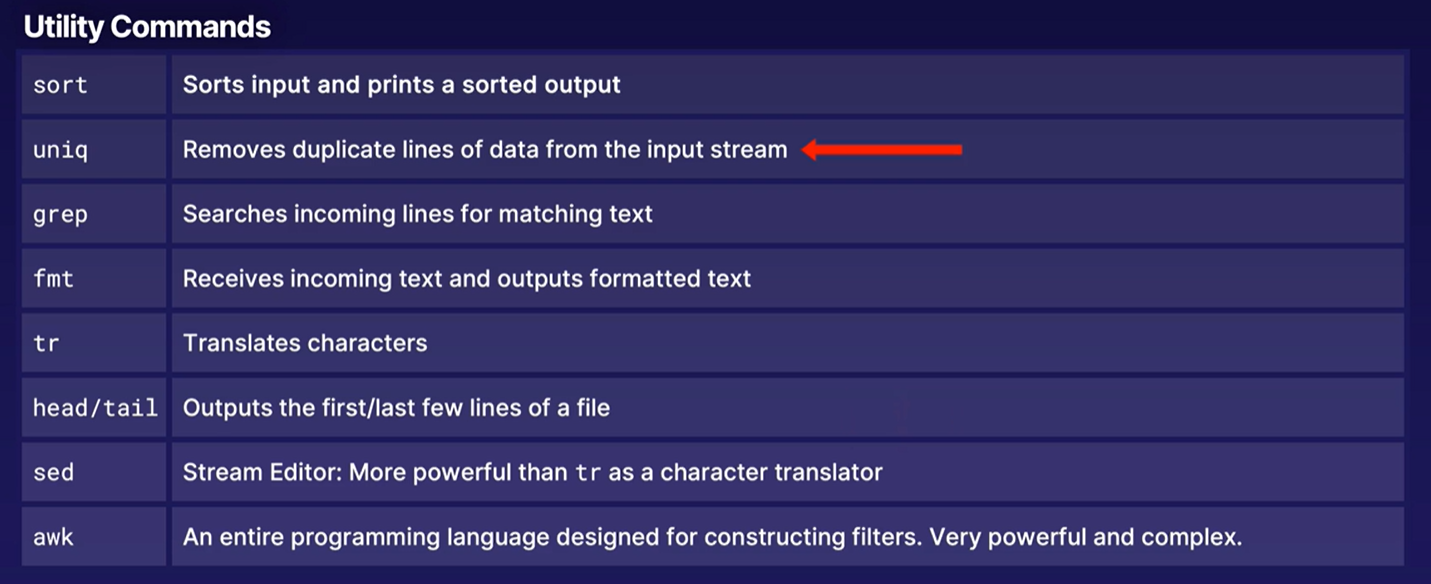 Utility Commands
sort Sorts input and prints a sorted output
uniq Removes duplicate lines of data from the input stream
grep Searches incoming lines for matching text
fmt Receives incoming text and outputs formatted text
tr Translates characters
head/tail Outputs the first/last few lines of a file
sed Stream Editor: More powerful than tr as a character translator
awk An entire programming language designed for constructing filters. Very powerful and complex.